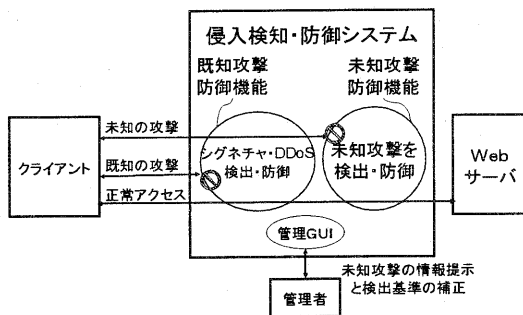 侵入検知・防御システム
既知攻撃
防御機能
未知攻撃
防御機能
未知の攻撃
既知の攻撃
正常アクセス
クライアント
シグネチャ・DDoS
検出・防御
未知攻撃を
検出・防御
Web
サーバ
管理GUI
未知攻撃の情報提示
と検出基準の補正
管理者